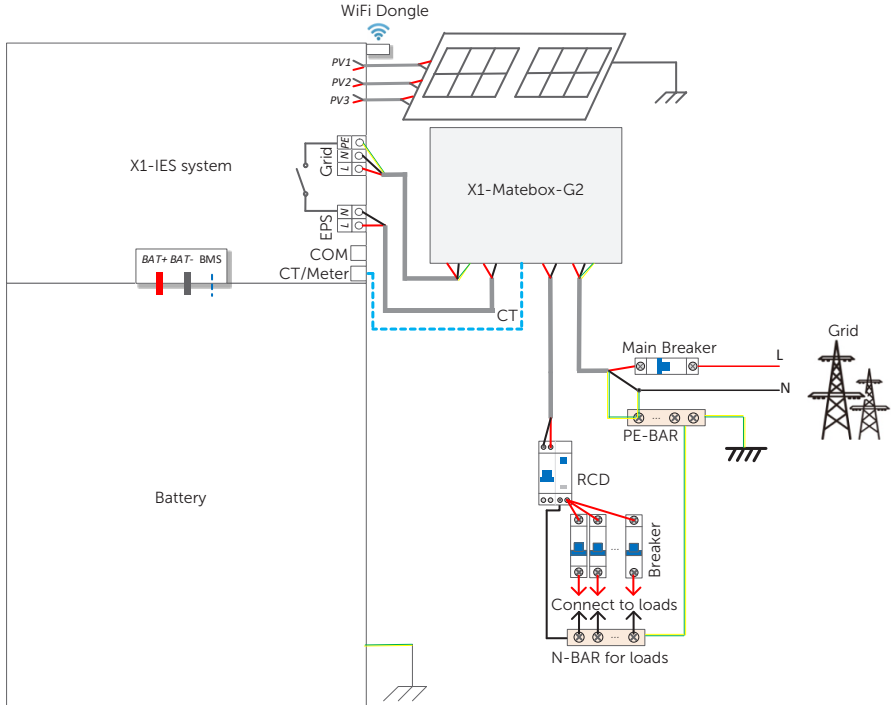 WiFi Dongle
PV1
PV2
PV3
X1-IES system
Grid
PE
N
L
EPS
N
L
X1-Matebox-G2
BAT+ BAT- BMS
COM
CT/Meter
CT
Grid
Main Breaker
L
N
...
PE-BAR
RCD
...
Breaker
Battery
Connect to loads
...
N-BAR for loads